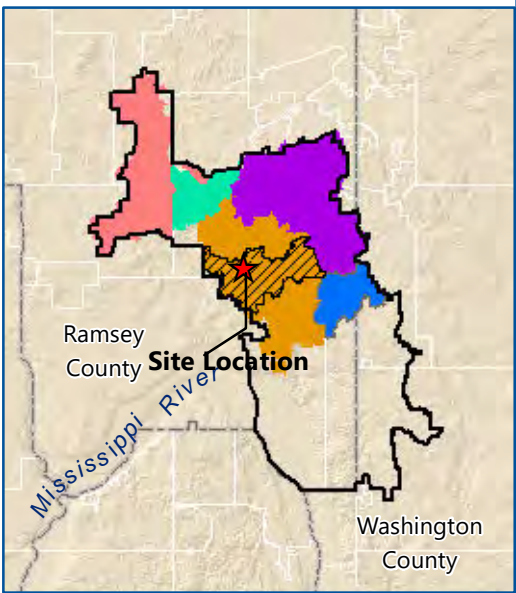 Ramsey
County
Site Location
Mississippi River
Washington
County